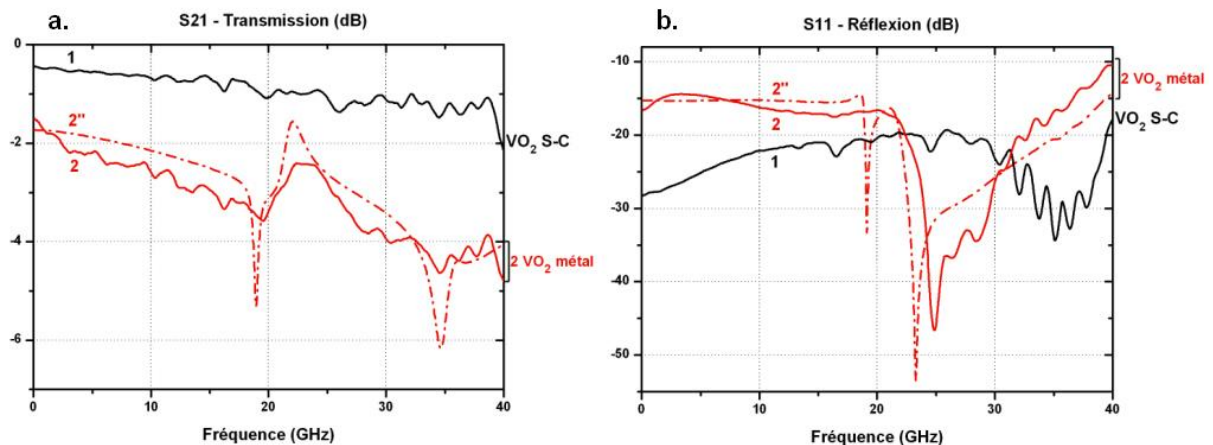 a.
S21 - Transmission (dB)
0
-2
-4
-6
1
2''
2
VO₂ S-C
2 VO₂ métal
0
10
20
30
40
Fréquence (GHz)
b.
S11 - Réflexion (dB)
-10
-20
-30
-40
-50
2''
2
1
2 VO₂ métal
VO₂ S-C
0
10
20
30
40
Fréquence (GHz)